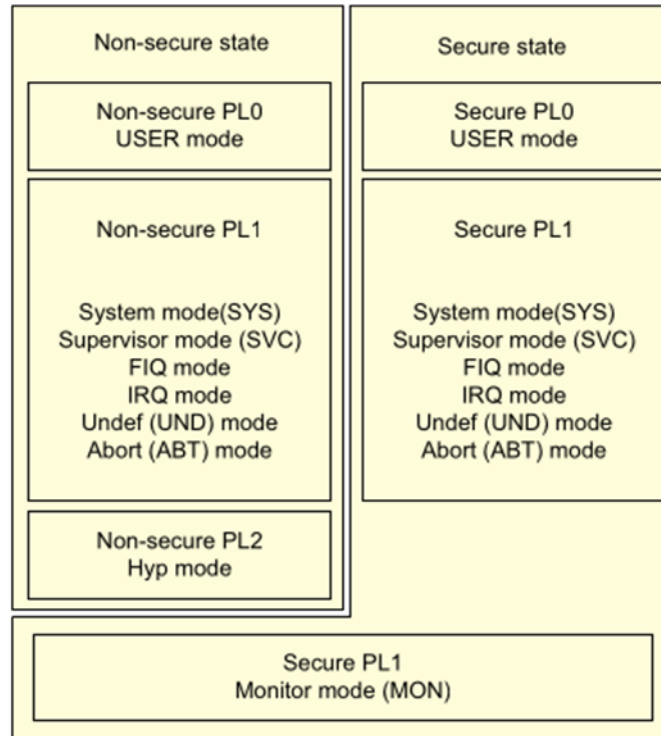 Non-secure state
Non-secure PL0
USER mode
Non-secure PL1
System mode(SYS)
Supervisor mode (SVC)
FIQ mode
IRQ mode
Undef (UND) mode
Abort (ABT) mode
Non-secure PL2
Hyp mode
Secure state
Secure PL0
USER mode
Secure PL1
System mode(SYS)
Supervisor mode (SVC)
FIQ mode
IRQ mode
Undef (UND) mode
Abort (ABT) mode
Secure PL1
Monitor mode (MON)